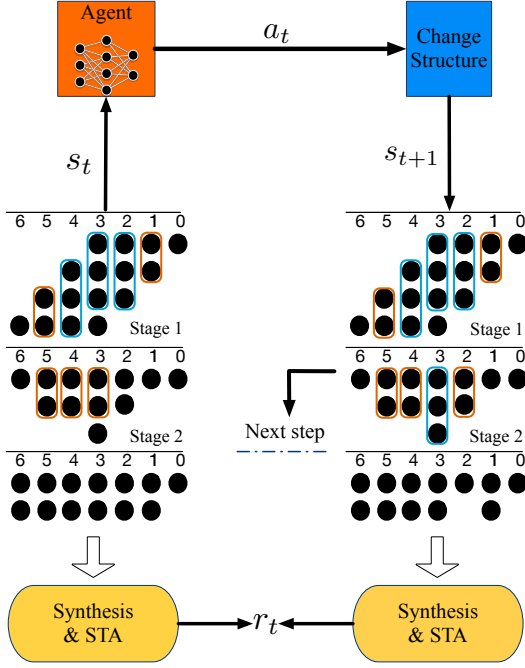 Agent
a_t
Change
Structure
s_t
s_{t+1}
6 5 4 3 2 1 0
Stage 1
6 5 4 3 2 1 0
Stage 2
6 5 4 3 2 1 0
Synthesis
& STA
6 5 4 3 2 1 0
Stage 1
6 5 4 3 2 1 0
Next step
Stage 2
6 5 4 3 2 1 0
r_t
Synthesis
& STA